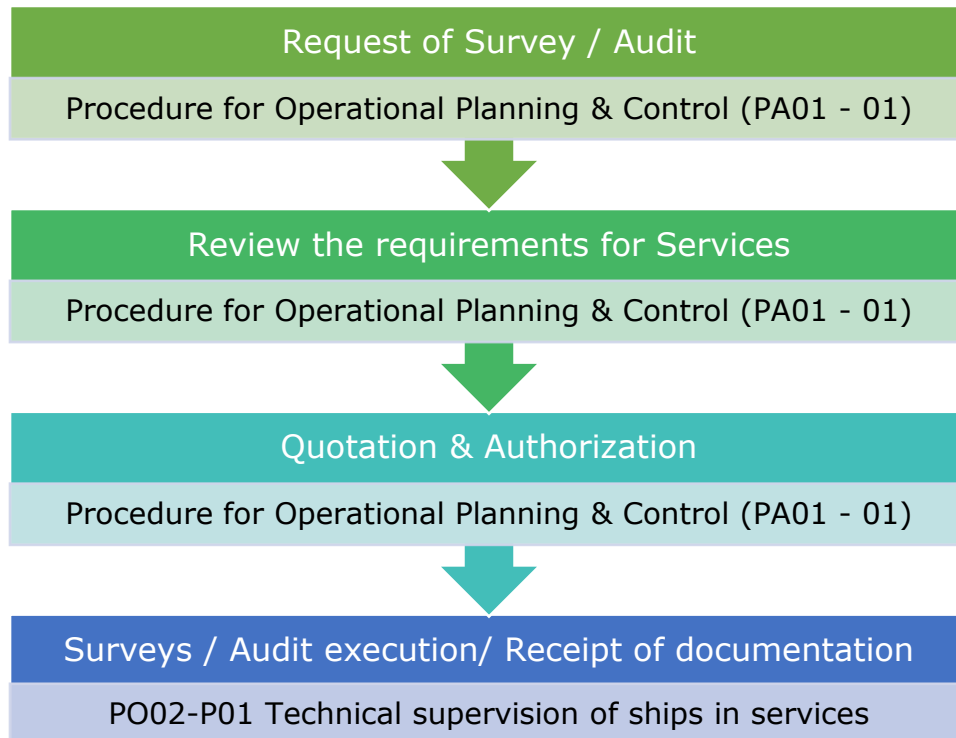 Request of Survey / Audit
Procedure for Operational Planning & Control (PA01 - 01)
Review the requirements for Services
Procedure for Operational Planning & Control (PA01 - 01)
Quotation & Authorization
Procedure for Operational Planning & Control (PA01 - 01)
Surveys / Audit execution/ Receipt of documentation
PO02-P01 Technical supervision of ships in services